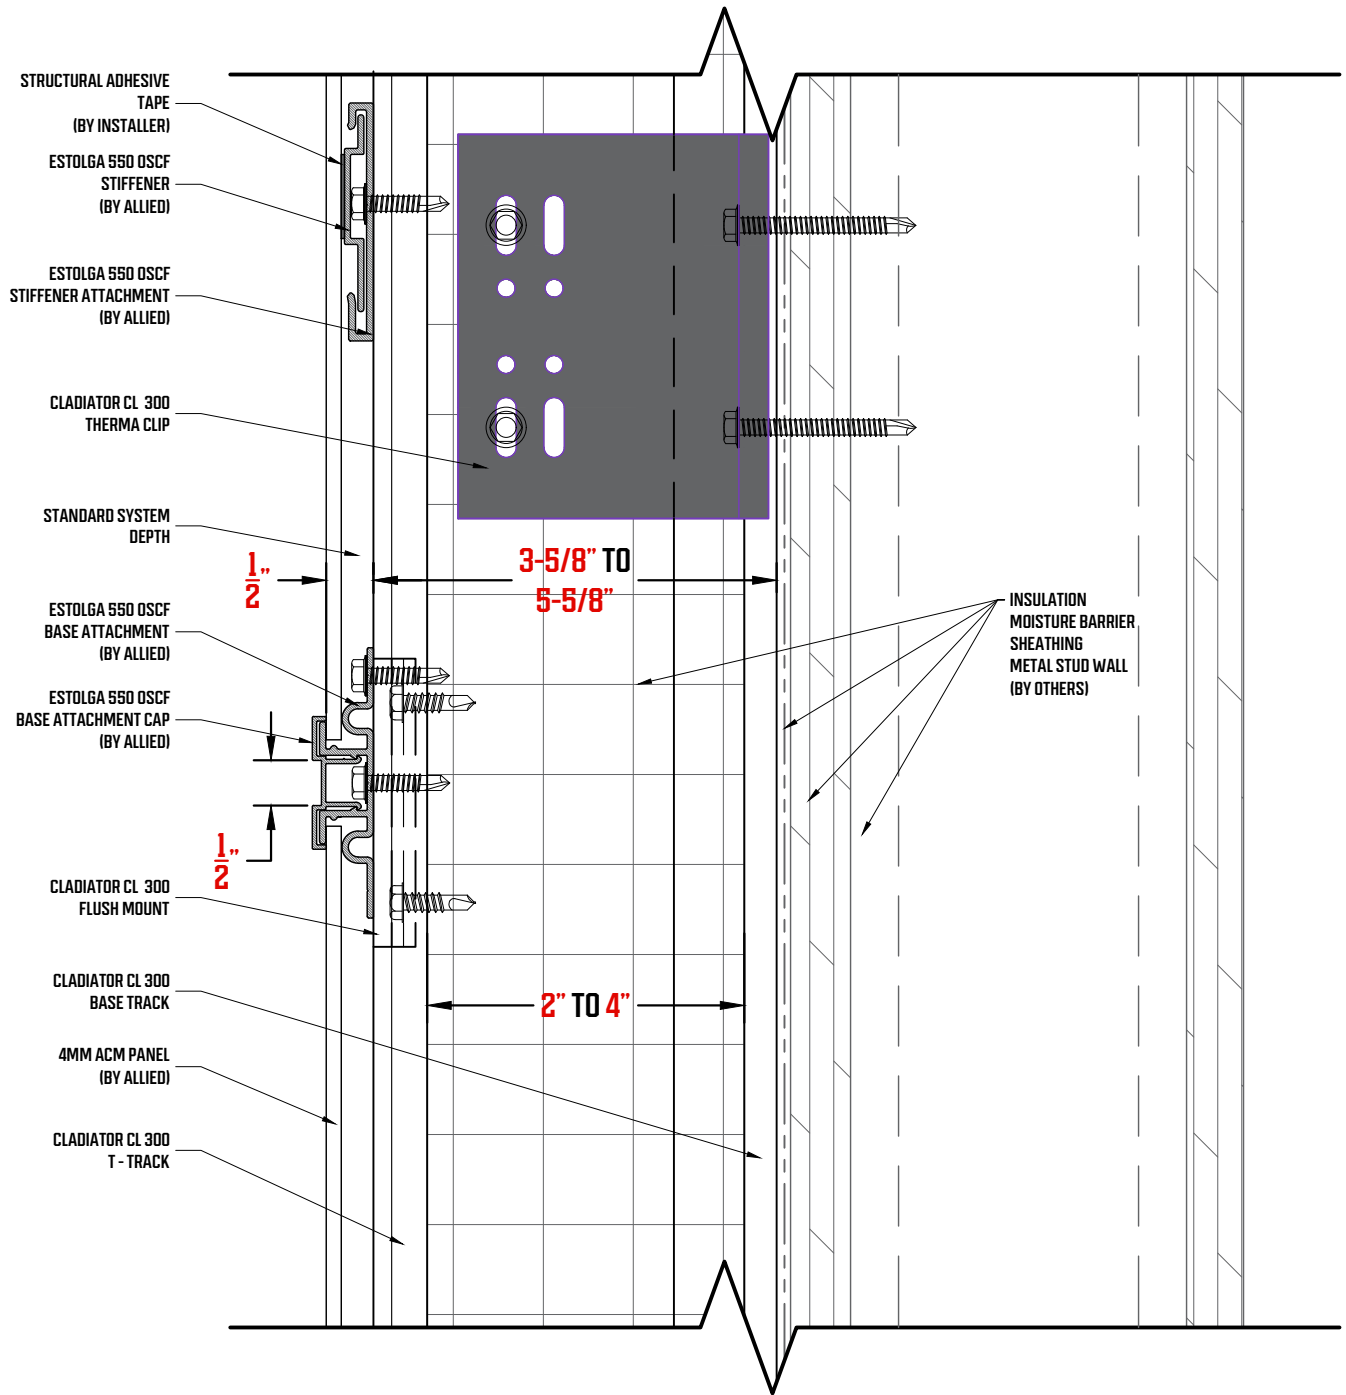 STRUCTURAL ADHESIVE
TAPE
(BY INSTALLER)
ESTOLGA 550 OSCF
STIFFENER
(BY ALLIED)
ESTOLGA 550 OSCF
STIFFENER ATTACHMENT
(BY ALLIED)
CLADIATOR CL 300
THERMA CLIP
STANDARD SYSTEM
DEPTH
1/2"
3-5/8" TO
5-5/8"
ESTOLGA 550 OSCF
BASE ATTACHMENT
(BY ALLIED)
INSULATION
MOISTURE BARRIER
SHEATHING
METAL STUD WALL
(BY OTHERS)
ESTOLGA 550 OSCF
BASE ATTACHMENT CAP
(BY ALLIED)
1/2"
CLADIATOR CL 300
FLUSH MOUNT
CLADIATOR CL 300
BASE TRACK
2" TO 4"
4MM ACM PANEL
(BY ALLIED)
CLADIATOR CL 300
T - TRACK